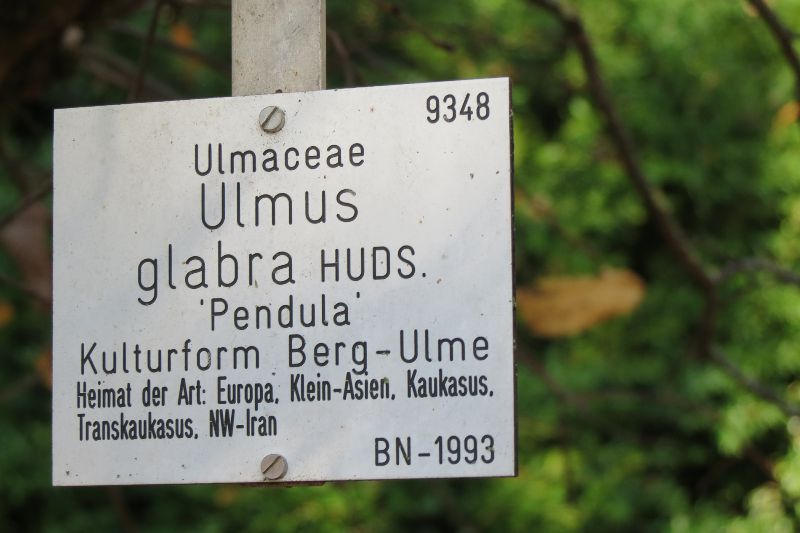 9348
Ulmaceae
Ulmus
glabra HUDS.
'Pendula'
Kulturform Berg-Ulme
Heimat der Art: Europa, Klein-Asien, Kaukasus,
Transkaukasus, NW-Iran
BN-1993